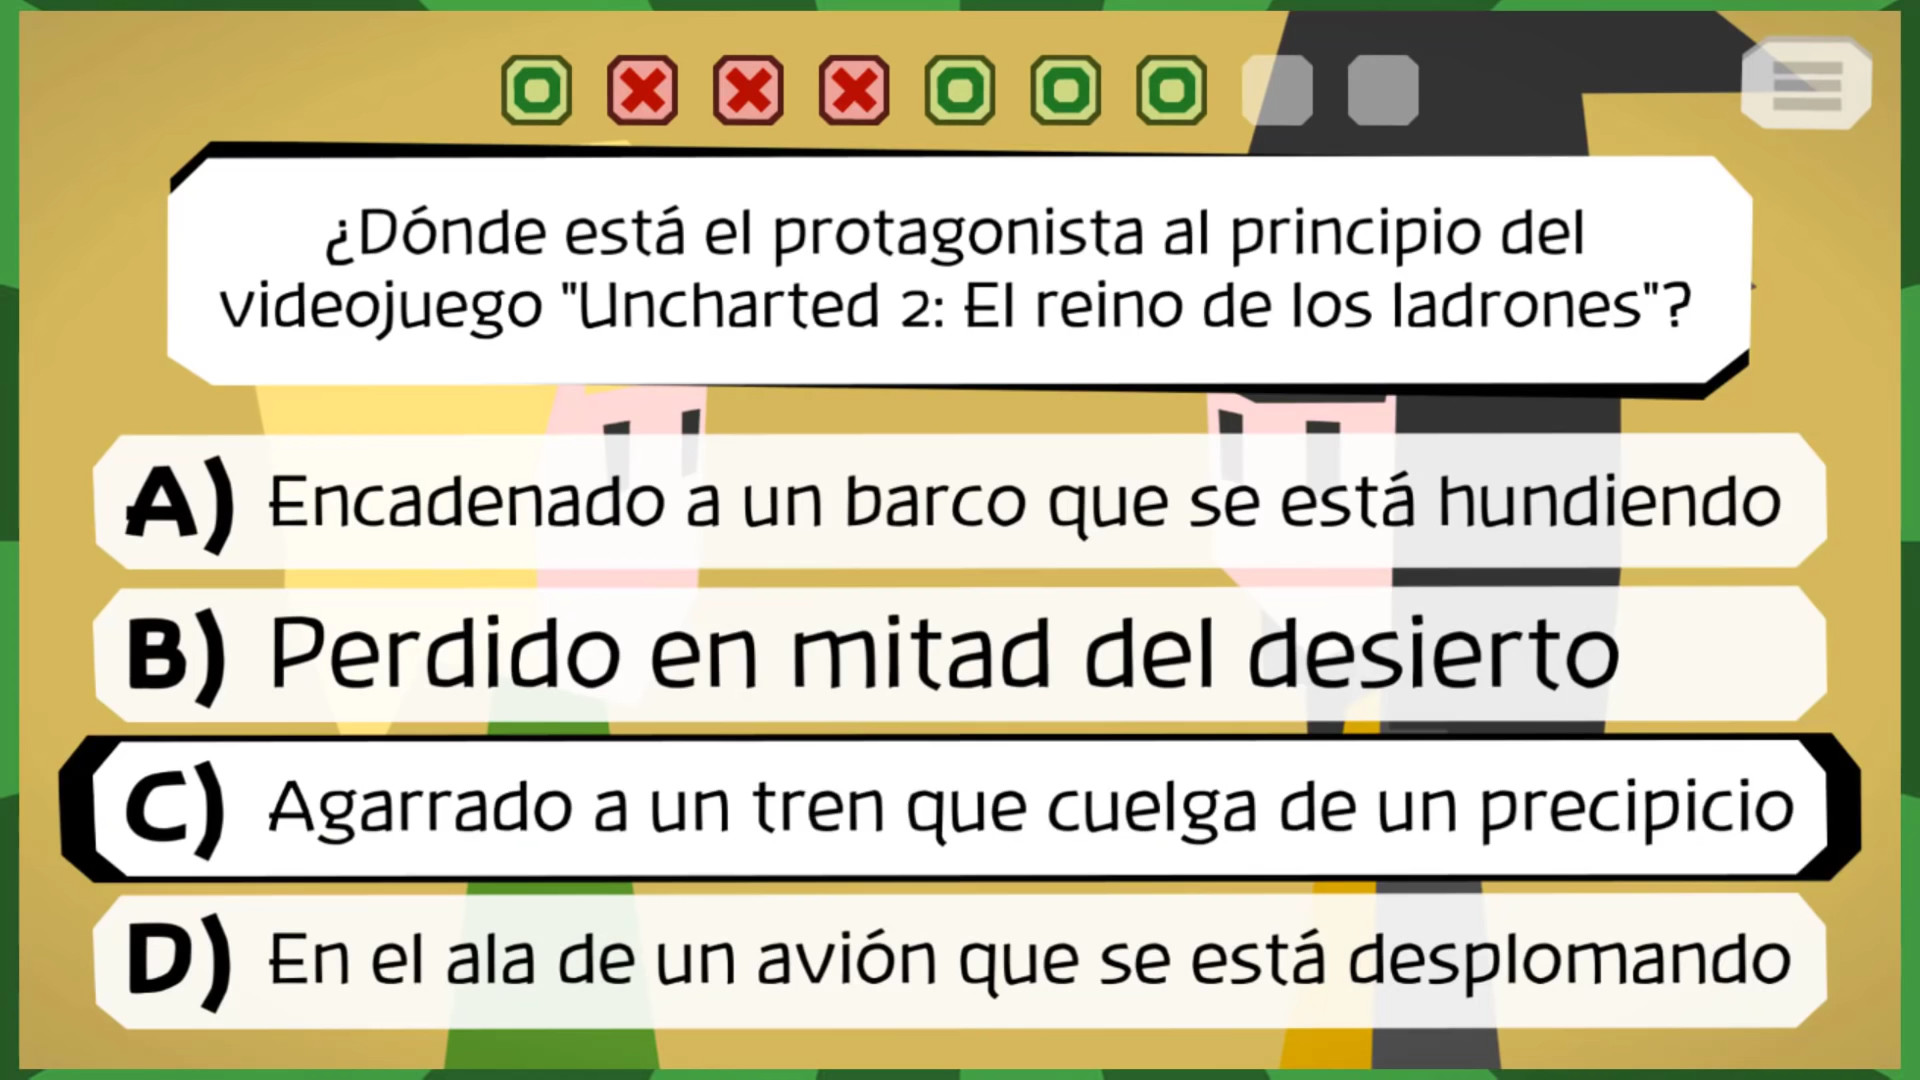 ¿Dónde está el protagonista al principio del
videojuego "Uncharted 2: El reino de los ladrones"?
A) Encadenado a un barco que se está hundiendo
B) Perdido en mitad del desierto
C) Agarrado a un tren que cuelga de un precipicio
D) En el ala de un avión que se está desplomando